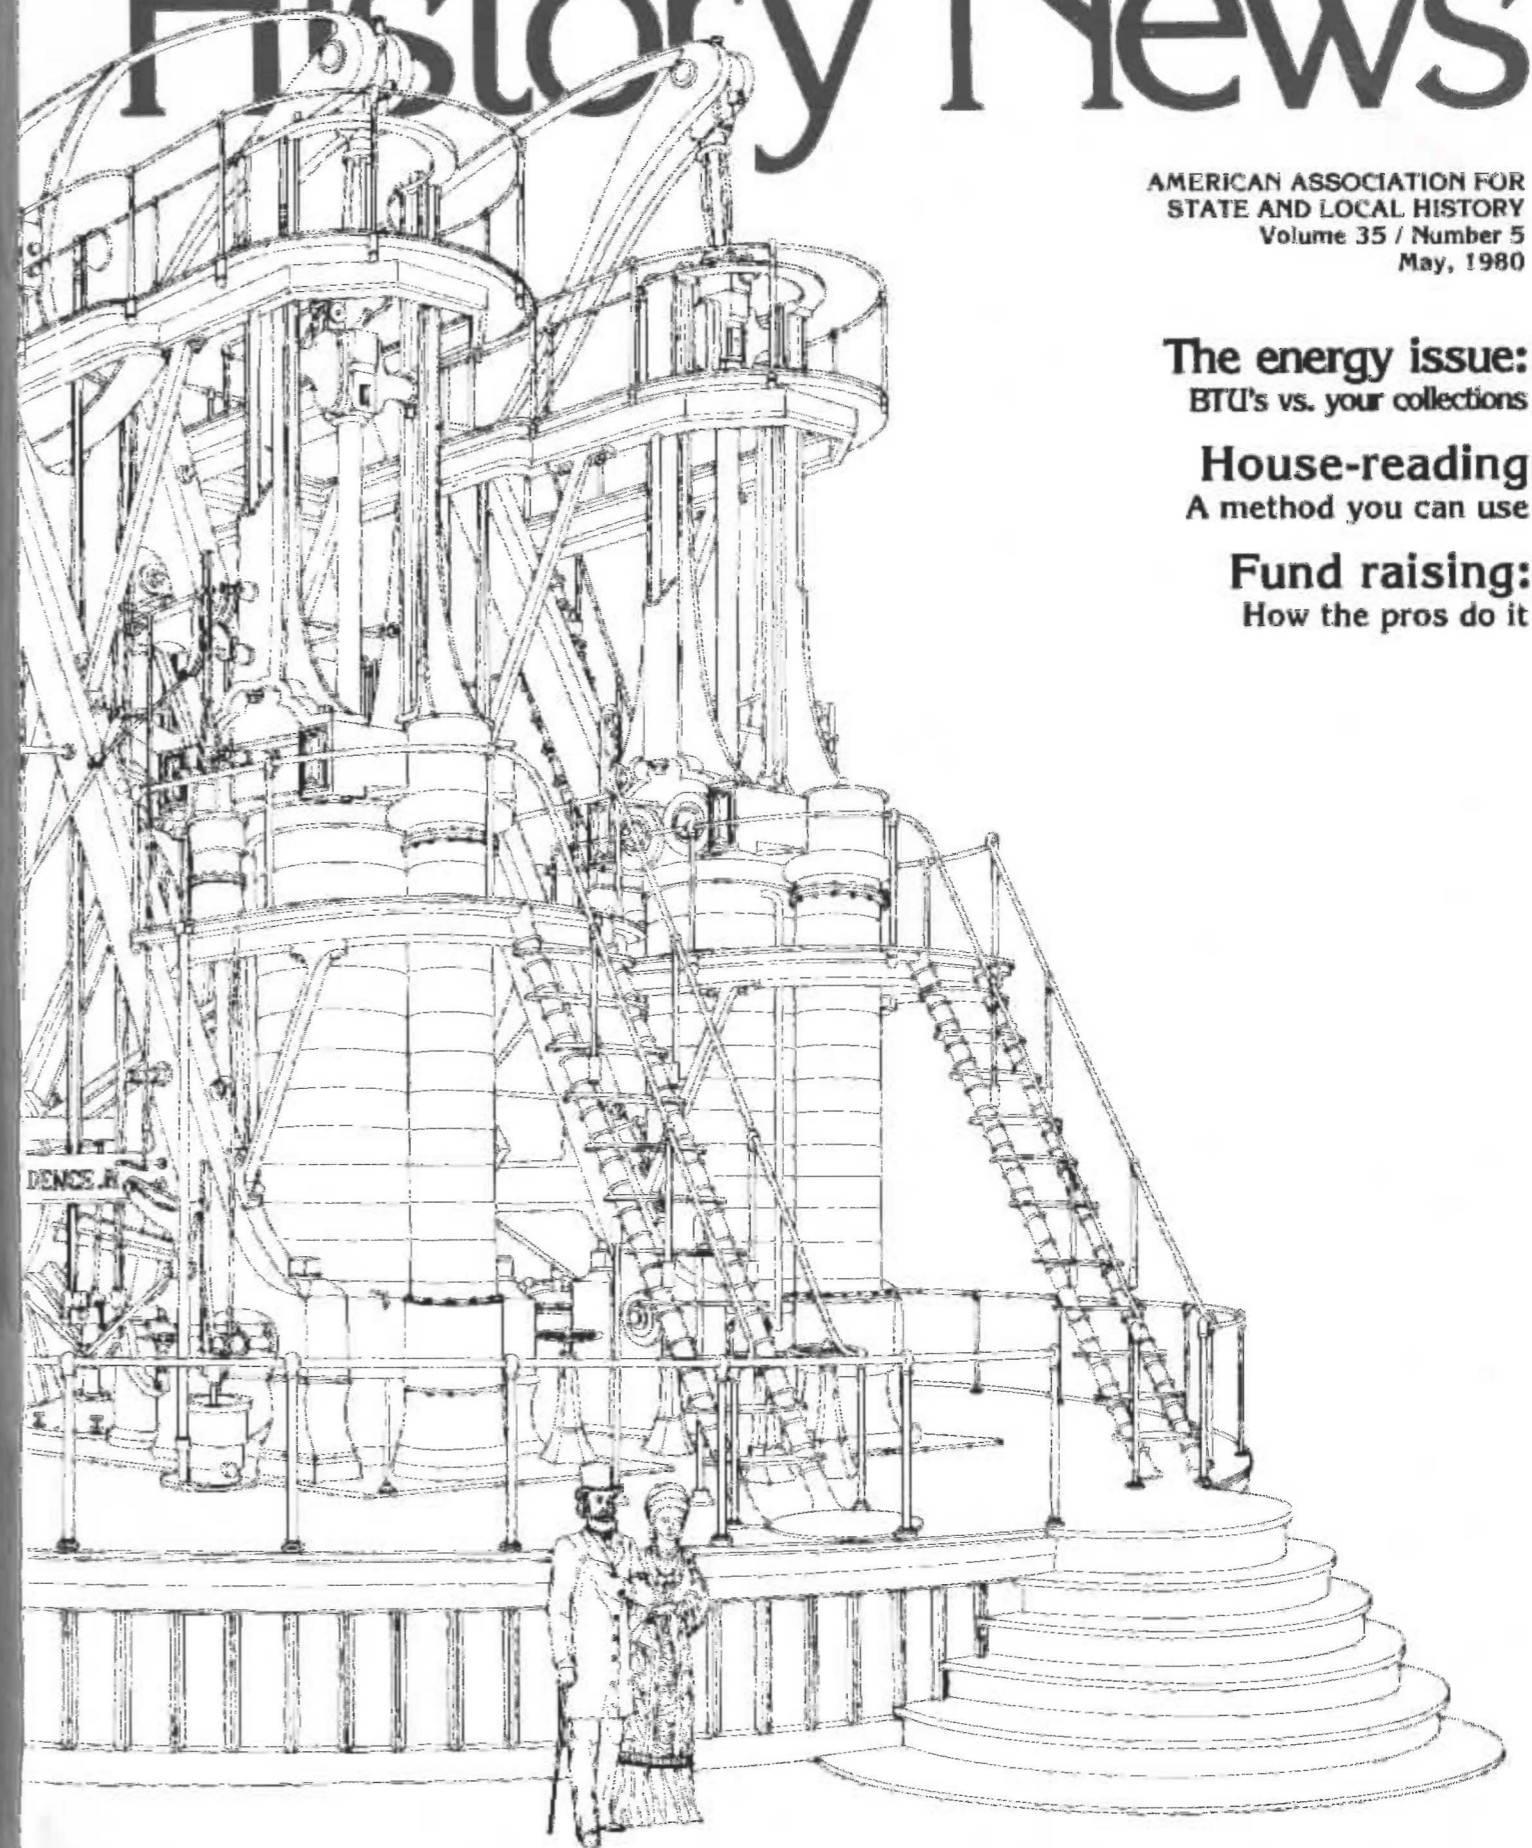 History News
AMERICAN ASSOCIATION FOR
STATE AND LOCAL HISTORY
Volume 35 / Number 5
May, 1980
The energy issue:
BTU's vs. your collections
House-reading
A method you can use
Fund raising:
How the pros do it
DENCE